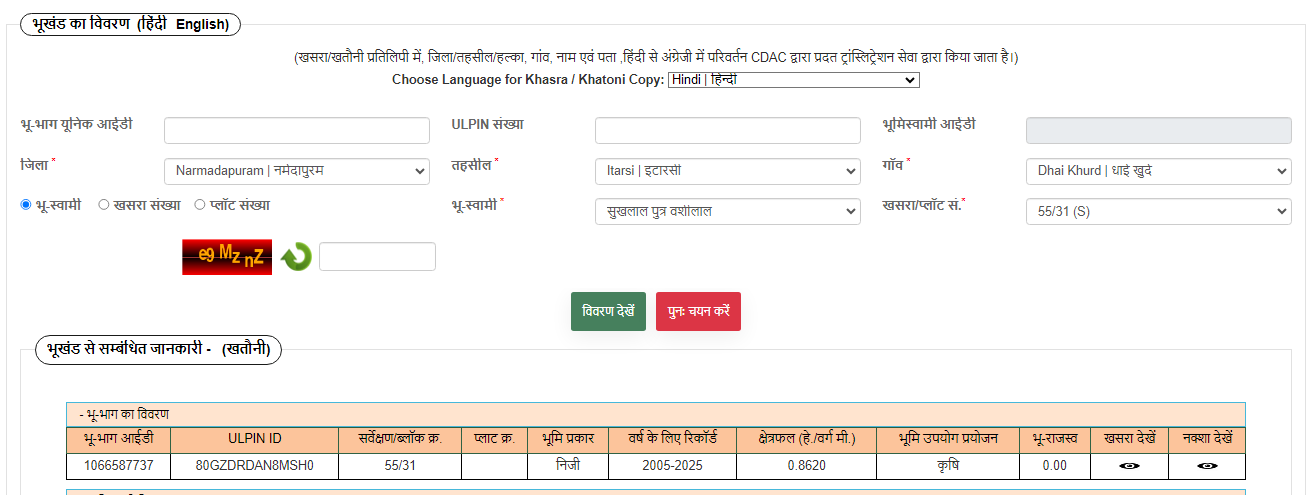 भूखंड का विवरण (हिंदी English)
(खसरा/खतौनी प्रतिलिपी में, जिला/तहसील/हल्का, गांव, नाम एवं पता ,हिंदी से अंग्रेजी में परिवर्तन CDAC द्वारा प्रदत ट्रांस्लिट्रेशन सेवा द्वारा किया जाता है।)
Choose Language for Khasra / Khatoni Copy: Hindi | हिन्दी
भू-भाग यूनिक आईडी ULPIN संख्या भूमिस्वामी आईडी
जिला * Narmadapuram | नर्मदापुरम तहसील * Itarsi | इटारसी गाँव * Dhai Khurd | धाई खुर्द
भू-स्वामी खसरा संख्या प्लॉट संख्या भू-स्वामी * सुखलाल पुत्र वशीलाल खसरा/प्लॉट सं.* 55/31 (S)
e9MznZ
विवरण देखें पुनः चयन करें
भूखंड से सम्बंधित जानकारी - (खतौनी)
- भू-भाग का विवरण
भू-भाग आईडी ULPIN ID सर्वेक्षण/ब्लॉक क्र. प्लाट क्र. भूमि प्रकार वर्ष के लिए रिकॉर्ड क्षेत्रफल (हे./वर्ग मी.) भूमि उपयोग प्रयोजन भू-राजस्व खसरा देखें नक्शा देखें
1066587737 80GZDRDAN8MSH0 55/31 निजी 2005-2025 0.8620 कृषि 0.00